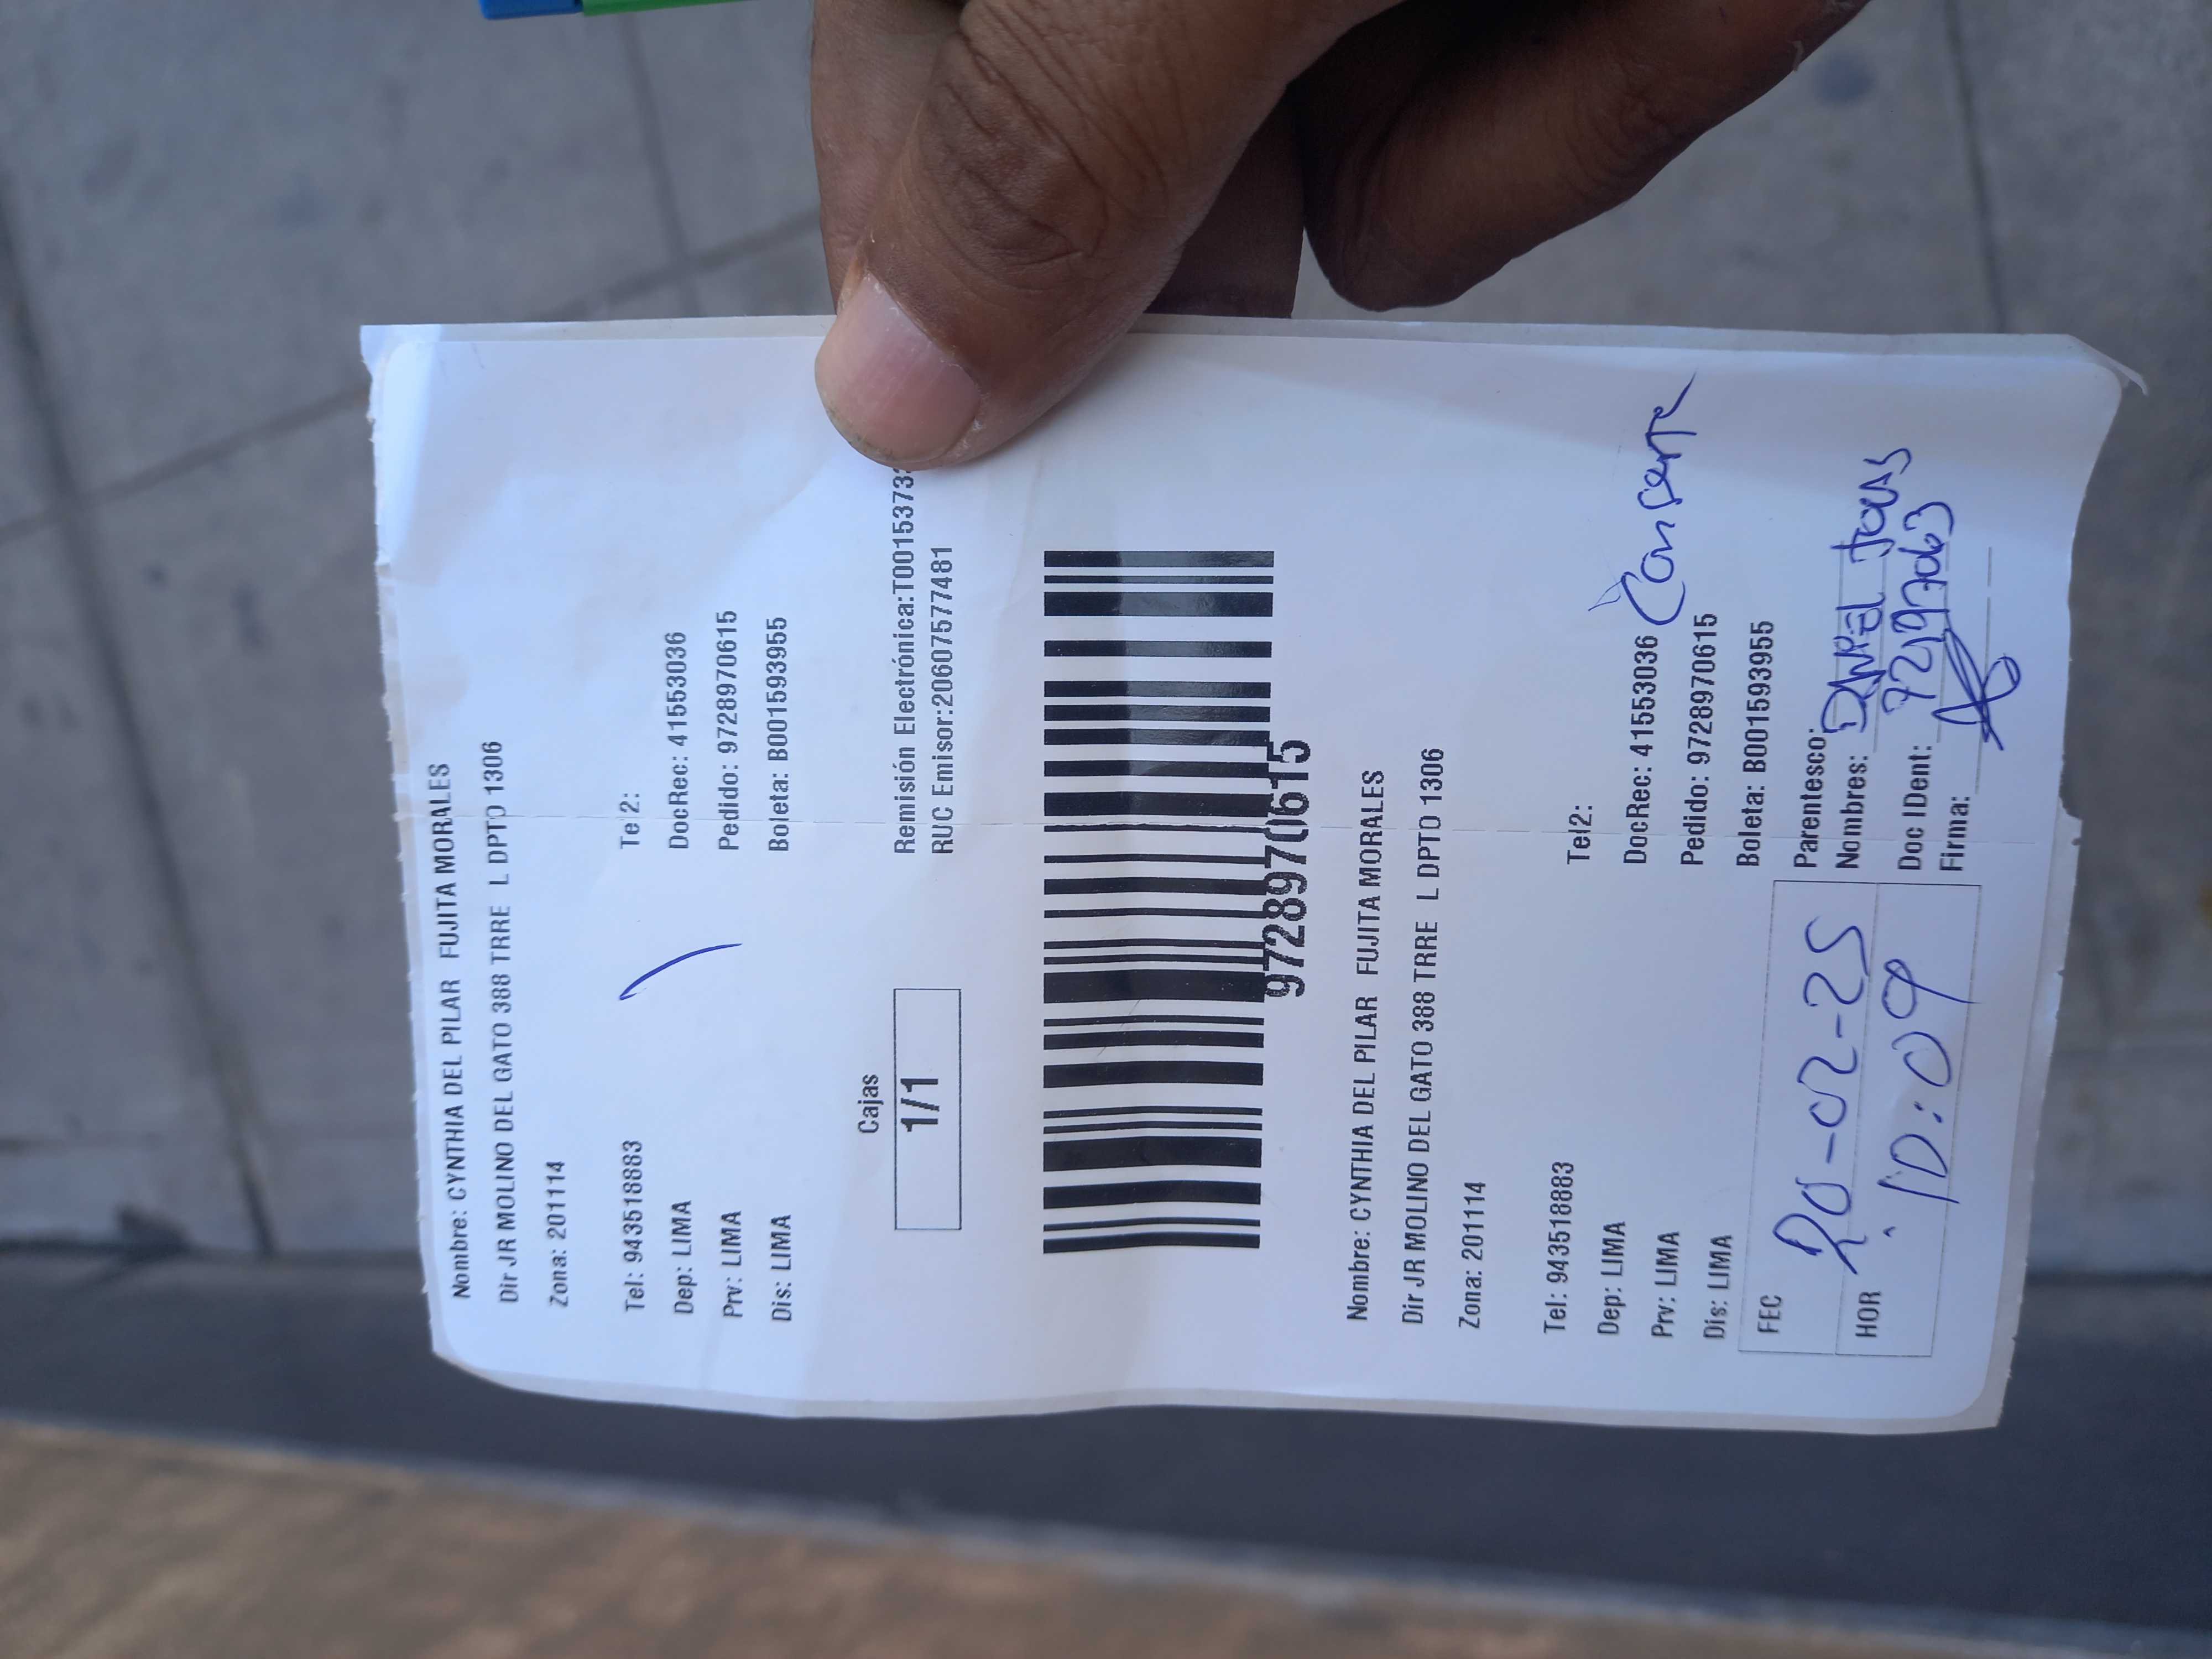 Nombre: CYNTHIA DEL PILAR FUJITA MORALES
Dir JR MOLINO DEL GATO 388 TRRE L DPTO 1306
Zona: 201114
Tel: 943518883 Tel2:
Dep: LIMA DocRec: 41553036
Prv: LIMA Pedido: 9728970615
Dis: LIMA Boleta: B001593955
Cajas
1/1
Remisión Electrónica:T0015373
RUC Emisor:20607577481
9728970615
Nombre: CYNTHIA DEL PILAR FUJITA MORALES
Dir JR MOLINO DEL GATO 388 TRRE L DPTO 1306
Zona: 201114
Tel: 943518883 Tel2:
Dep: LIMA DocRec: 41553036
Prv: LIMA Pedido: 9728970615
Dis: LIMA Boleta: B001593955
FEC 20-02-25
HOR 10:09
Parentesco:
Nombres:
Doc IDent:
Firma: